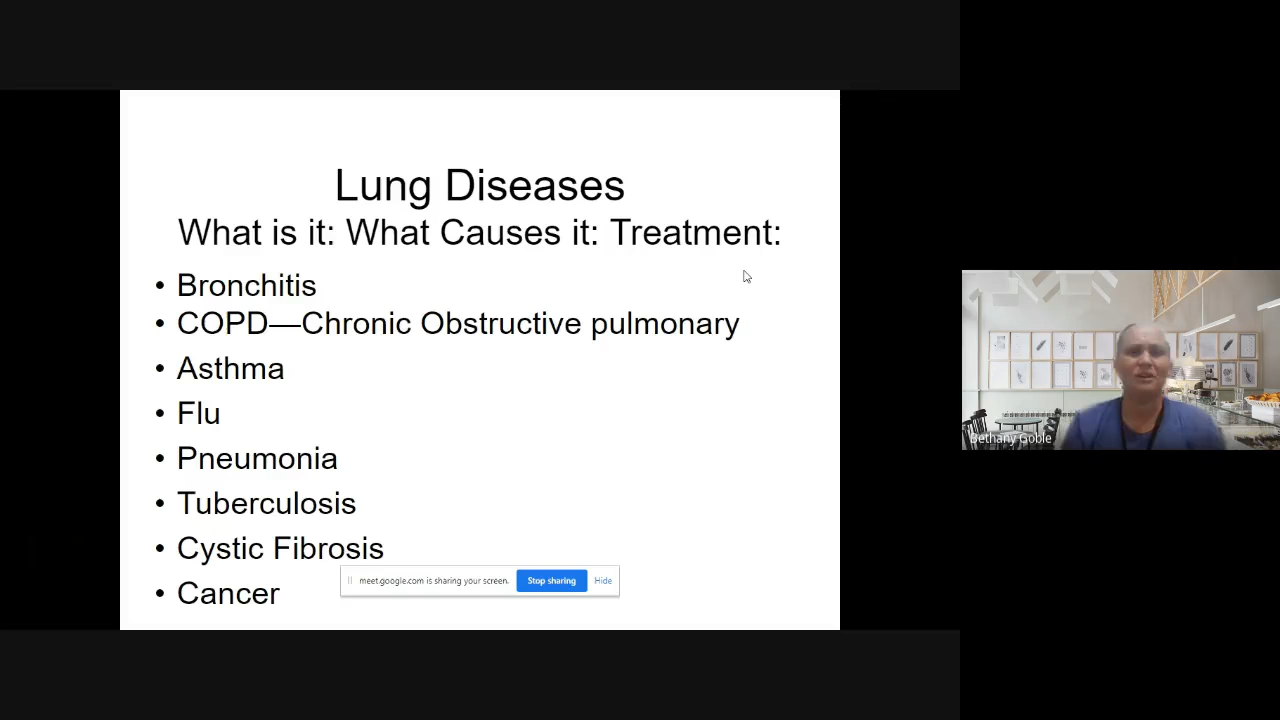 Lung Diseases
What is it: What Causes it: Treatment:
• Bronchitis
• COPD—Chronic Obstructive pulmonary
• Asthma
• Flu
• Pneumonia
• Tuberculosis
• Cystic Fibrosis
• Cancer
meet.google.com is sharing your screen. Stop sharing Hide
Bethany Goble